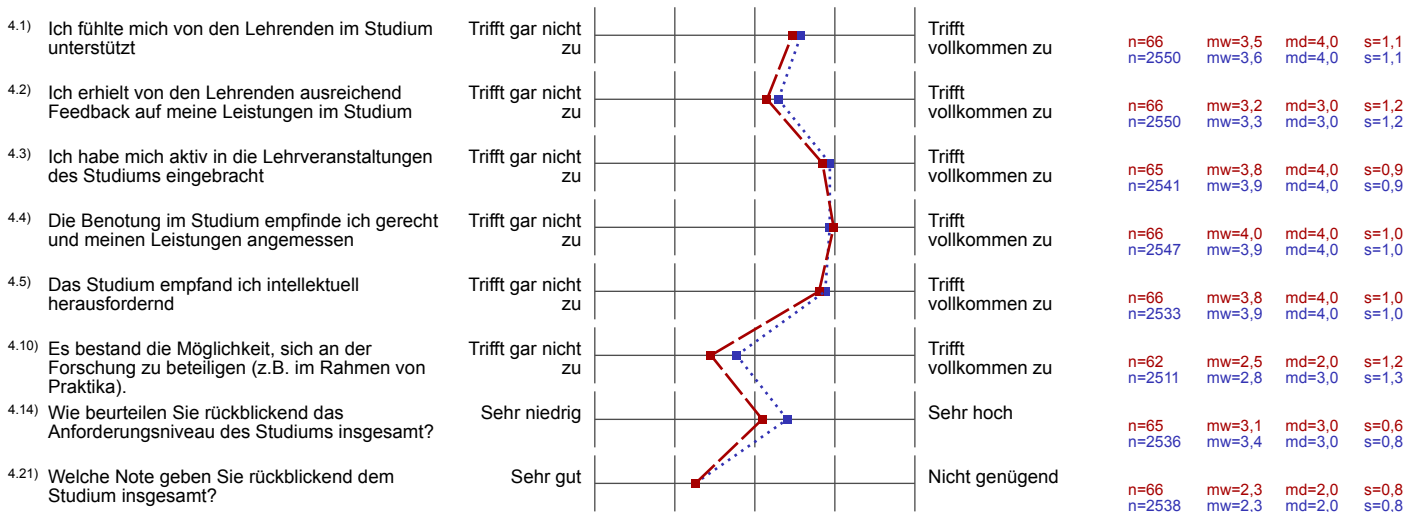 4.1) Ich fühlte mich von den Lehrenden im Studium unterstützt
Trifft gar nicht zu
Trifft vollkommen zu
n=66 mw=3,5 md=4,0 s=1,1
n=2550 mw=3,6 md=4,0 s=1,1
4.2) Ich erhielt von den Lehrenden ausreichend
Feedback auf meine Leistungen im Studium
Trifft gar nicht
zu
Trifft
vollkommen zu
n=66 mw=3,2 md=3,0 s=1,2
n=2550 mw=3,3 md=3,0 s=1,2
4.3) Ich habe mich aktiv in die Lehrveranstaltungen
des Studiums eingebracht
Trifft gar nicht
zu
Trifft
vollkommen zu
n=65 mw=3,8 md=4,0 s=0,9
n=2541 mw=3,9 md=4,0 s=0,9
4.4) Die Benotung im Studium empfinde ich gerecht
und meinen Leistungen angemessen
Trifft gar nicht
zu
Trifft
vollkommen zu
n=66 mw=4,0 md=4,0 s=1,0
n=2547 mw=3,9 md=4,0 s=1,0
4.5) Das Studium empfand ich intellektuell
herausfordernd
Trifft gar nicht
zu
Trifft
vollkommen zu
n=66 mw=3,8 md=4,0 s=1,0
n=2533 mw=3,9 md=4,0 s=1,0
4.10) Es bestand die Möglichkeit, sich an der
Forschung zu beteiligen (z.B. im Rahmen von
Praktika).
Trifft gar nicht
zu
Trifft
vollkommen zu
n=62 mw=2,5 md=2,0 s=1,2
n=2511 mw=2,8 md=3,0 s=1,3
4.14) Wie beurteilen Sie rückblickend das
Anforderungsniveau des Studiums insgesamt?
Sehr niedrig
Sehr hoch
n=65 mw=3,1 md=3,0 s=0,6
n=2536 mw=3,4 md=3,0 s=0,8
4.21) Welche Note geben Sie rückblickend dem
Studium insgesamt?
Sehr gut
Nicht genügend
n=66 mw=2,3 md=2,0 s=0,8
n=2538 mw=2,3 md=2,0 s=0,8